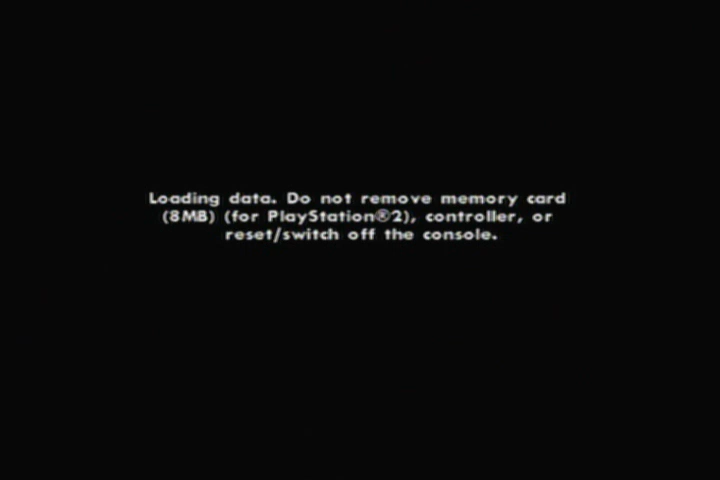 Loading data. Do not remove memory card
(8MB) (for PlayStation®2), controller, or
reset/switch off the console.